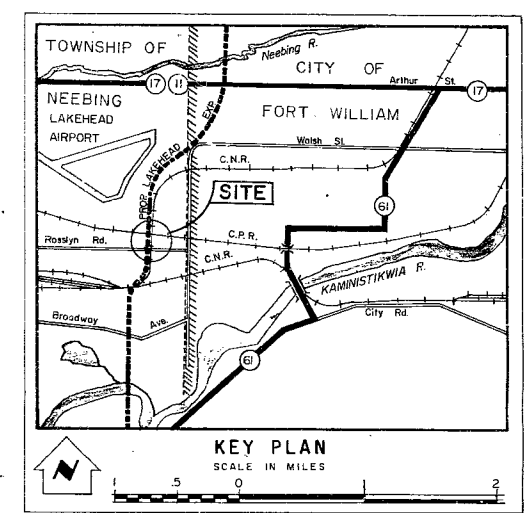 TOWNSHIP OF
Neebing R.
CITY OF
Arthur St.
17 11
17
NEEBING
LAKEHEAD
AIRPORT
FORT WILLIAM
PROP. LAKEHEAD EXP.
Walsh St.
C.N.R.
SITE
61
Rosslyn Rd.
C.P.R.
C.N.R.
KAMINISTIKWIA R.
Broadway Ave.
City Rd.
61
KEY PLAN
SCALE IN MILES
N
1 .5 0 1 2